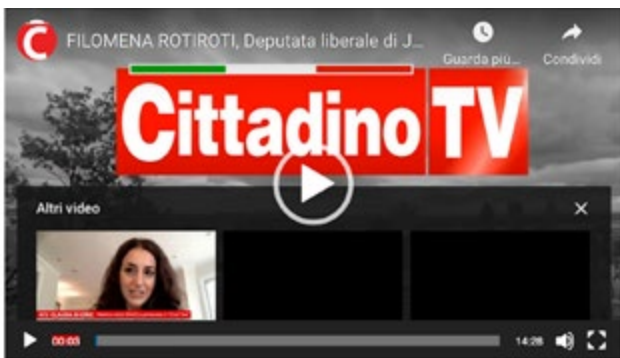 C
FILOMENA ROTIROTI, Deputata liberale di J...
Guarda più...
Condividi
Cittadino TV
Altri video
00:03
14:26